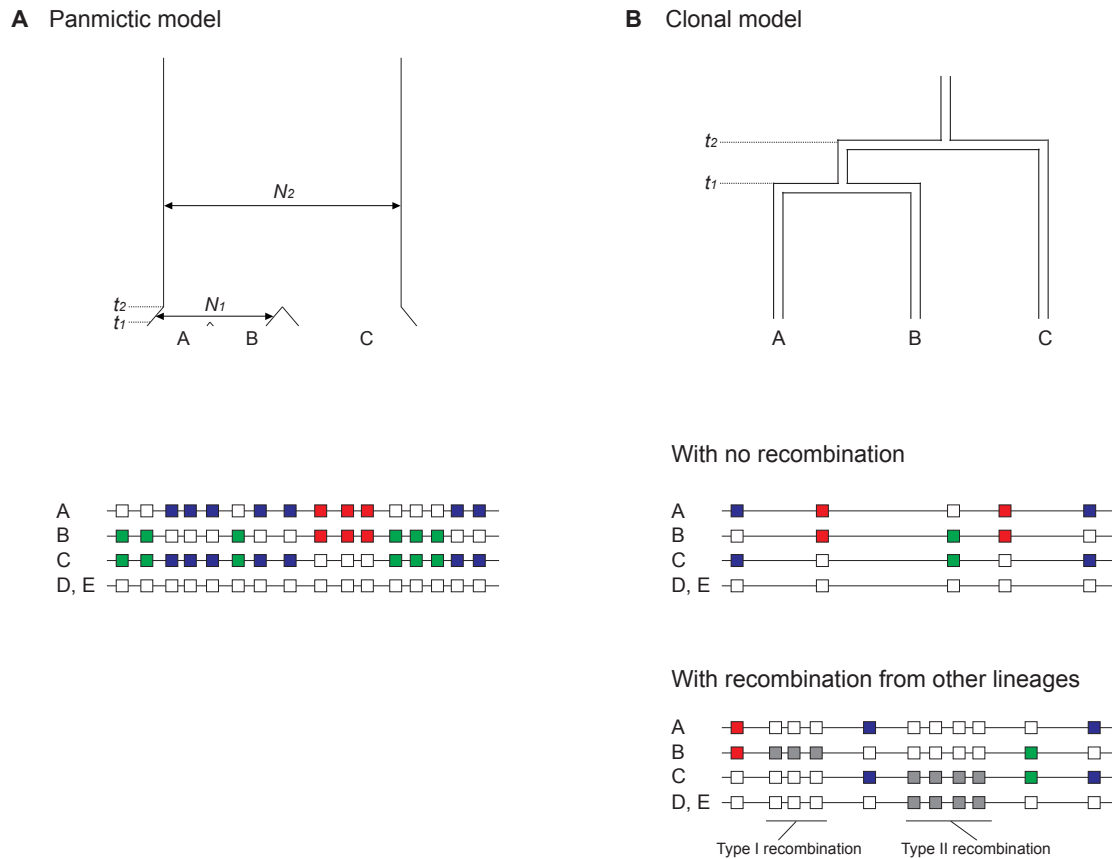 A Panmictic model
N2
t2
N1
t1
A B C
A
B
C
D, E
B Clonal model
t2
t1
A B C
With no recombination
A
B
C
D, E
With recombination from other lineages
A
B
C
D, E
Type I recombination Type II recombination